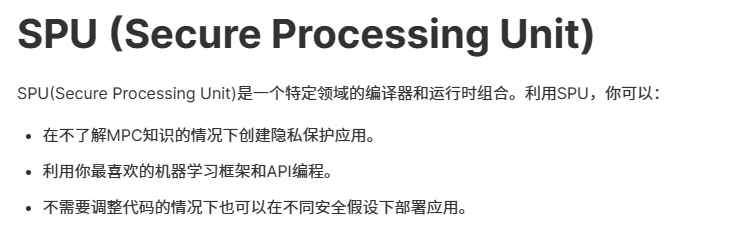 SPU (Secure Processing Unit)
SPU(Secure Processing Unit)是一个特定领域的编译器和运行时组合。利用SPU，你可以：
• 在不了解MPC知识的情况下创建隐私保护应用。
• 利用你最喜欢的机器学习框架和API编程。
• 不需要调整代码的情况下也可以在不同安全假设下部署应用。